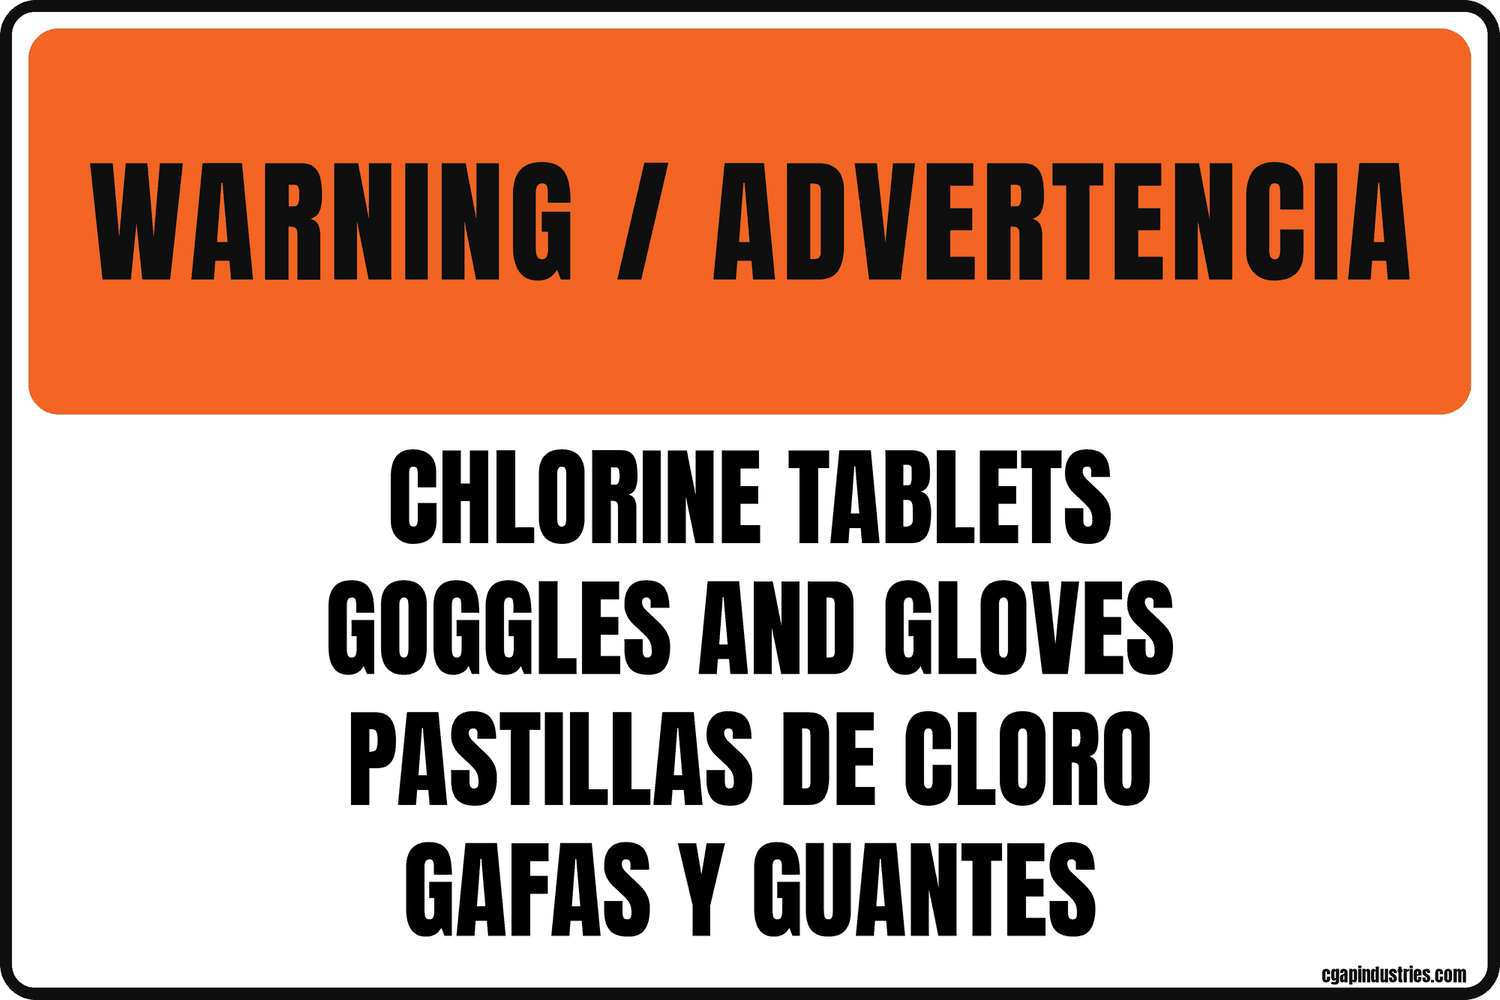 WARNING / ADVERTENCIA
CHLORINE TABLETS
GOGGLES AND GLOVES
PASTILLAS DE CLORO
GAFAS Y GUANTES
cgapindustries.com